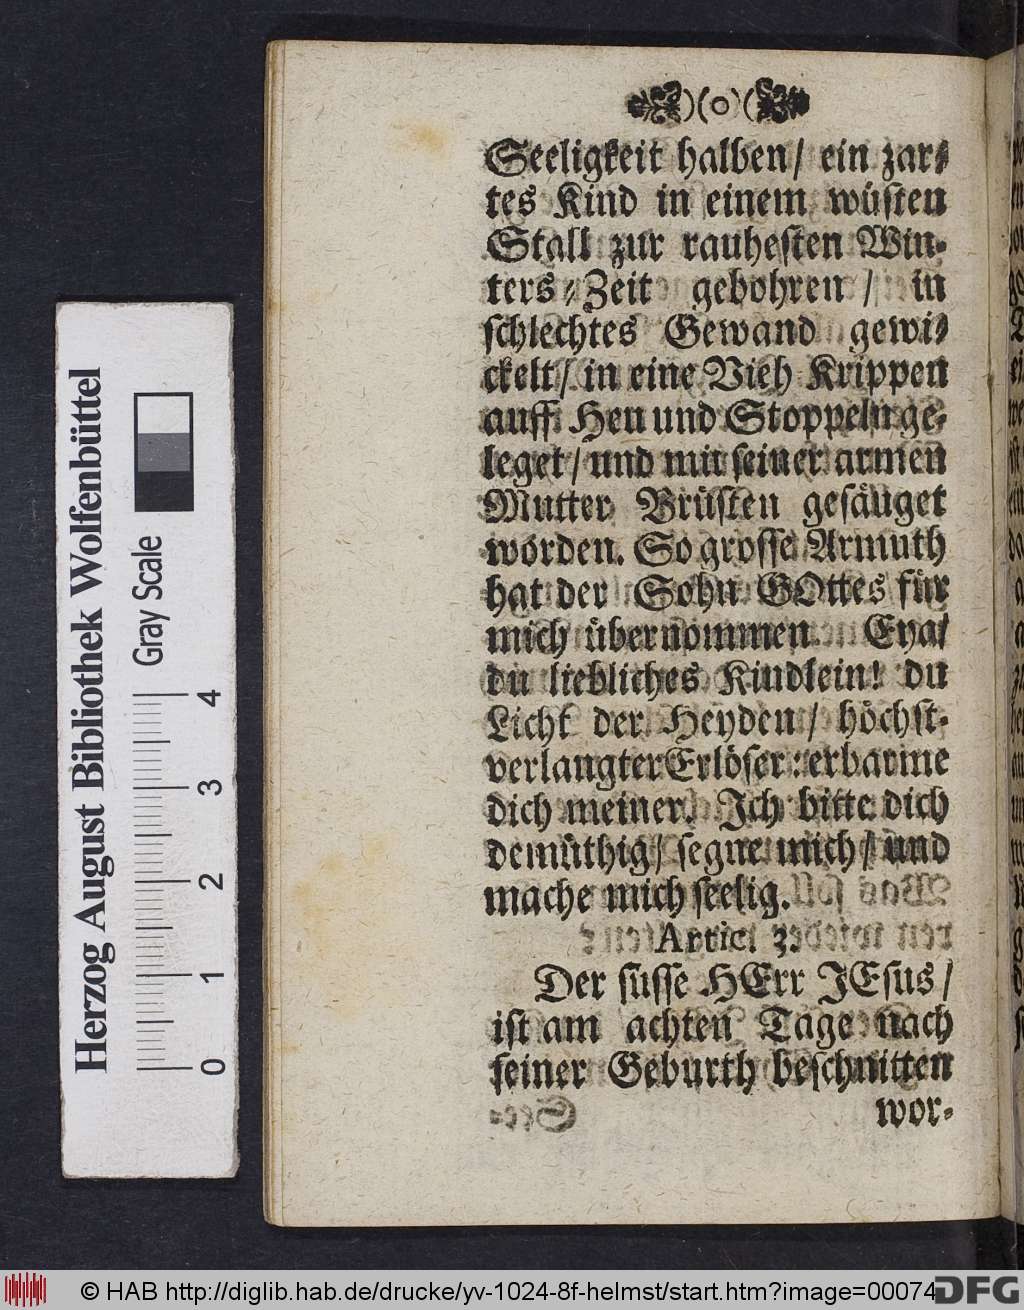 )(o)(
Seeligkeit halben/ ein zar⸗
tes Kind in einem wüsten
Stall zur rauhesten Win⸗
ters⸗Zeit gebohren / in
schlechtes Gewand gewi⸗
ckelt/ in eine Vieh Krippen
auff Heu und Stoppeln ge⸗
leget/ und mit seiner armen
Mutter Brüsten gesäuget
worden. So grosse Armuth
hat der Sohn GOttes für
mich übernommen. Eya/
du liebliches Kindlein! du
Licht der Heyden/ höchst⸗
verlangter Erlöser: erbarme
dich meiner. Ich bitte dich
demüthig/ segne mich/ und
mache mich seelig.
Artic. 2.
Der süsse HErr JEsus/
ist am achten Tage nach
seiner Geburth beschnitten
wor⸗
Herzog August Bibliothek Wolfenbüttel
Gray Scale
0 1 2 3 4
© HAB http://diglib.hab.de/drucke/yv-1024-8f-helmst/start.htm?image=00074
DFG